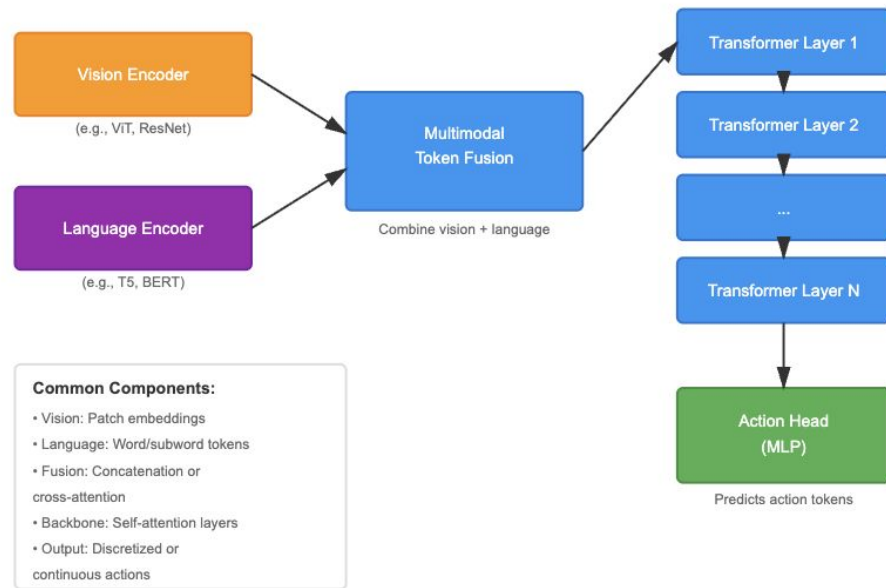 Vision Encoder
(e.g., ViT, ResNet)
Language Encoder
(e.g., T5, BERT)
Multimodal
Token Fusion
Combine vision + language
Transformer Layer 1
Transformer Layer 2
...
Transformer Layer N
Action Head
(MLP)
Predicts action tokens
Common Components:
• Vision: Patch embeddings
• Language: Word/subword tokens
• Fusion: Concatenation or
cross-attention
• Backbone: Self-attention layers
• Output: Discretized or
continuous actions